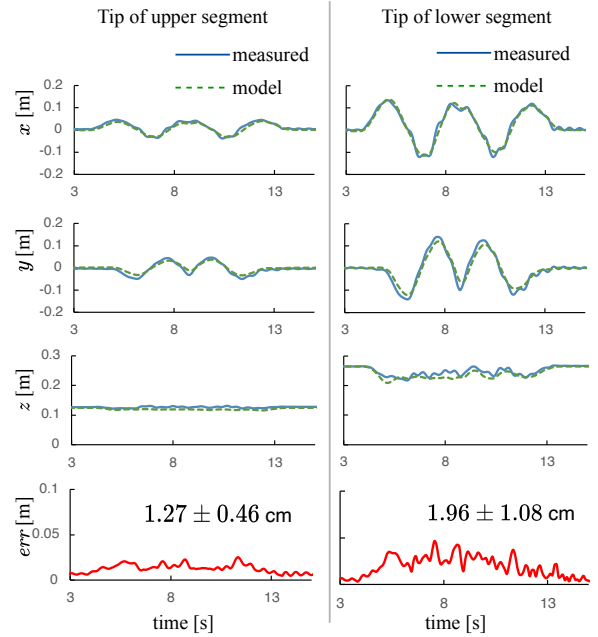 Tip of upper segment
Tip of lower segment
measured
model
measured
model
x [m]
0.2
0.1
0
-0.1
-0.2
3
8
13
3
8
13
y [m]
0.2
0.1
0
-0.1
-0.2
3
8
13
3
8
13
z [m]
0.3
0.2
0.1
0
3
8
13
3
8
13
err [m]
0.1
0.05
0
1.27 ± 0.46 cm
1.96 ± 1.08 cm
3
8
13
3
8
13
time [s]
time [s]